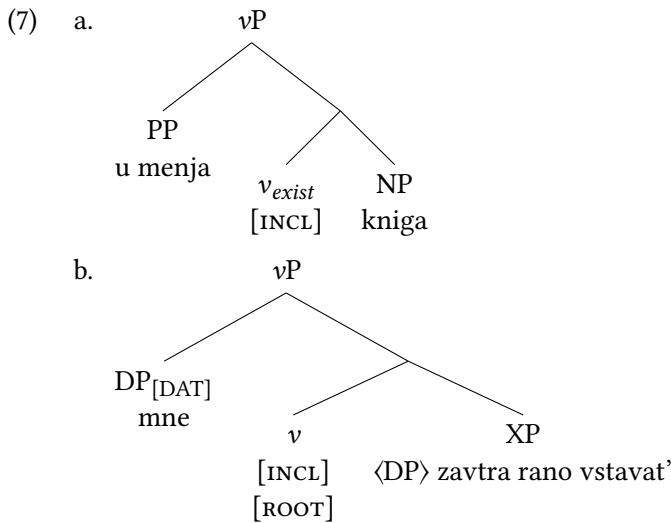 (7) a. vP
PP
u menja
v_exist NP
[INCL] kniga
b. vP
DP[DAT]
mne
v XP
[INCL] ⟨DP⟩ zavtra rano vstavat’
[ROOT]